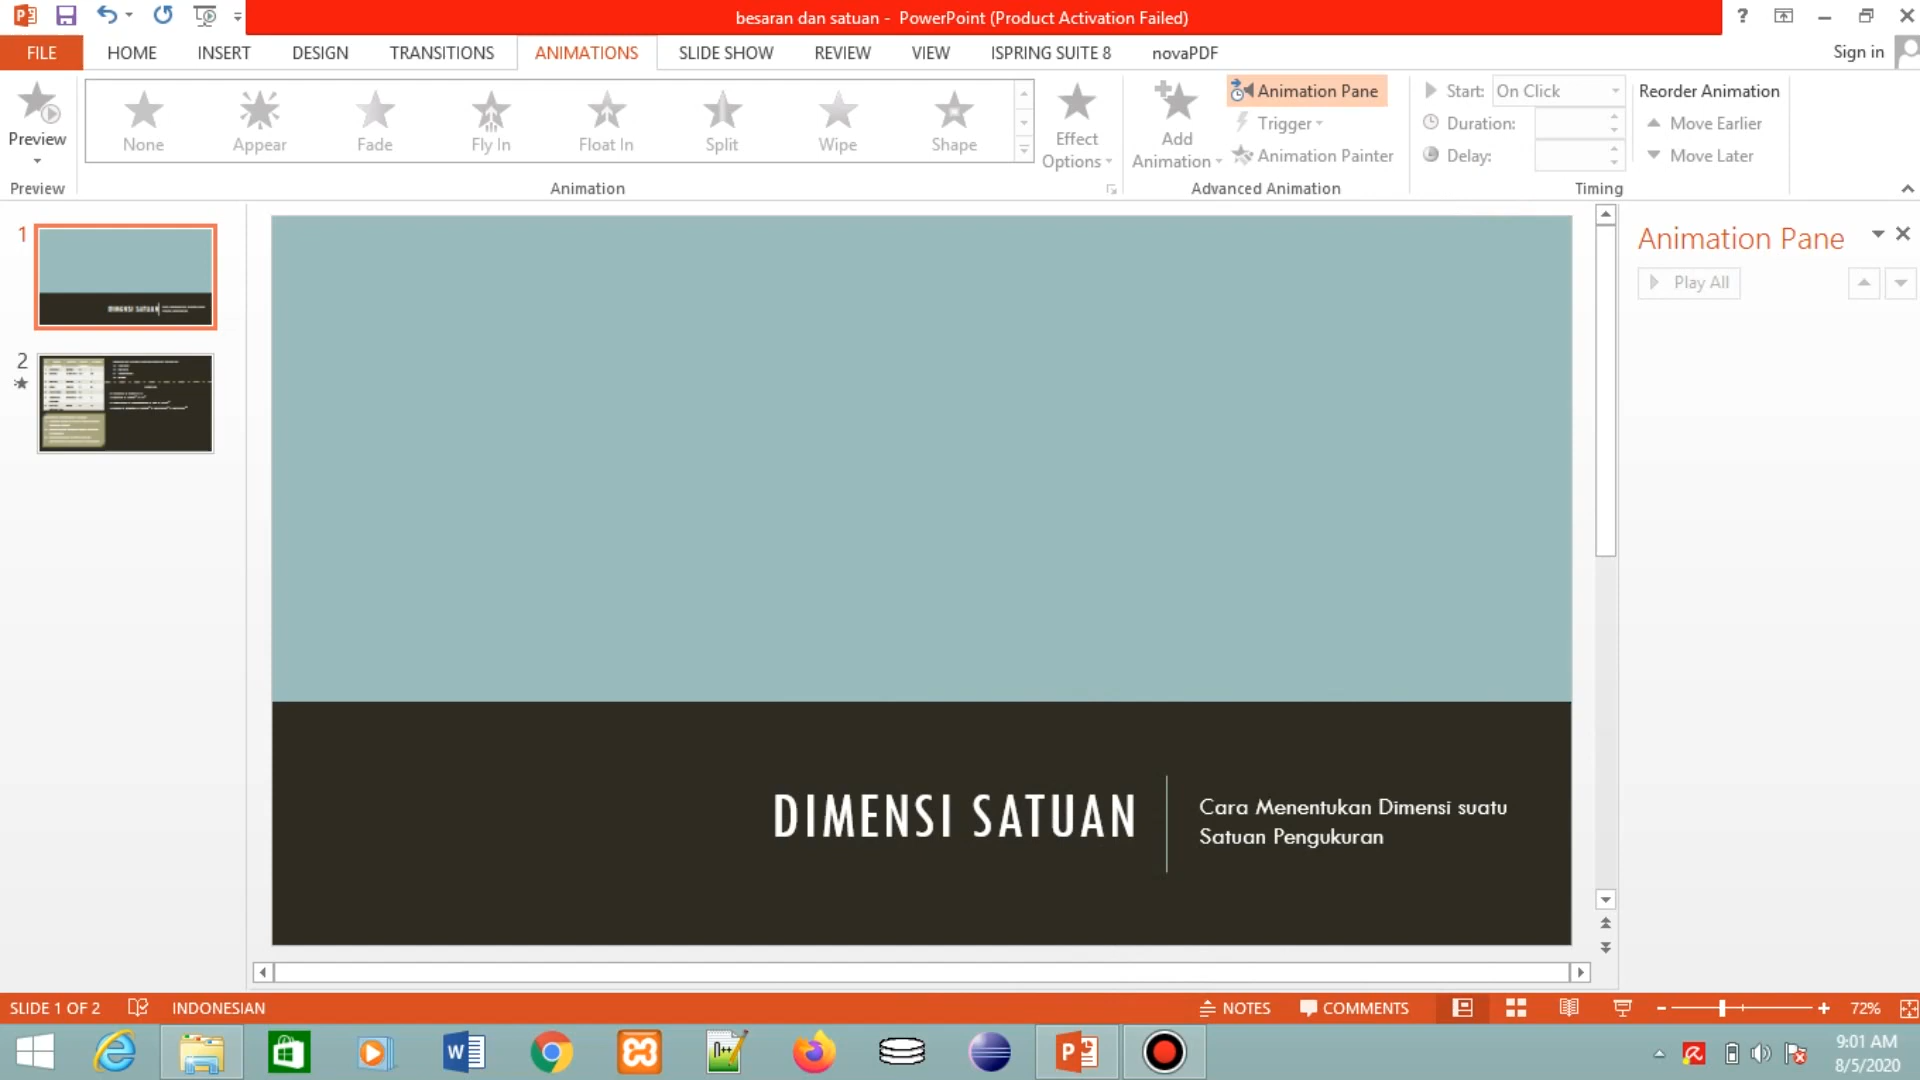 besaran dan satuan - PowerPoint (Product Activation Failed)
?
FILE HOME INSERT DESIGN TRANSITIONS ANIMATIONS SLIDE SHOW REVIEW VIEW ISPRING SUITE 8 novaPDF Sign in
Preview
None Appear Fade Fly In Float In Split Wipe Shape
Effect Options
Add Animation
Animation Pane
Trigger
Animation Painter
Start: On Click
Duration:
Delay:
Reorder Animation
Move Earlier
Move Later
Preview Animation Advanced Animation Timing
1
DIMENSI SATUAN
2
DIMENSI SATUAN
Cara Menentukan Dimensi suatu
Satuan Pengukuran
Animation Pane
Play All
SLIDE 1 OF 2 INDONESIAN NOTES COMMENTS 72%
9:01 AM
8/5/2020